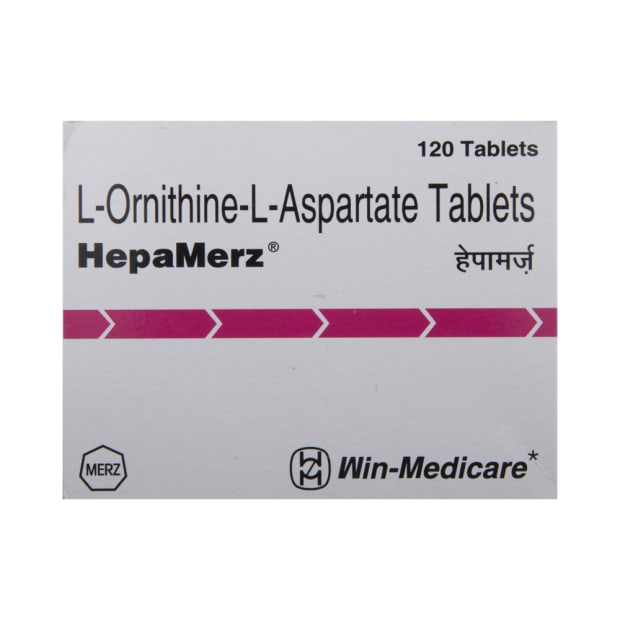 120 Tablets
L-Ornithine-L-Aspartate Tablets
HepaMerz® हेपामर्ज़
MERZ
Win-Medicare*